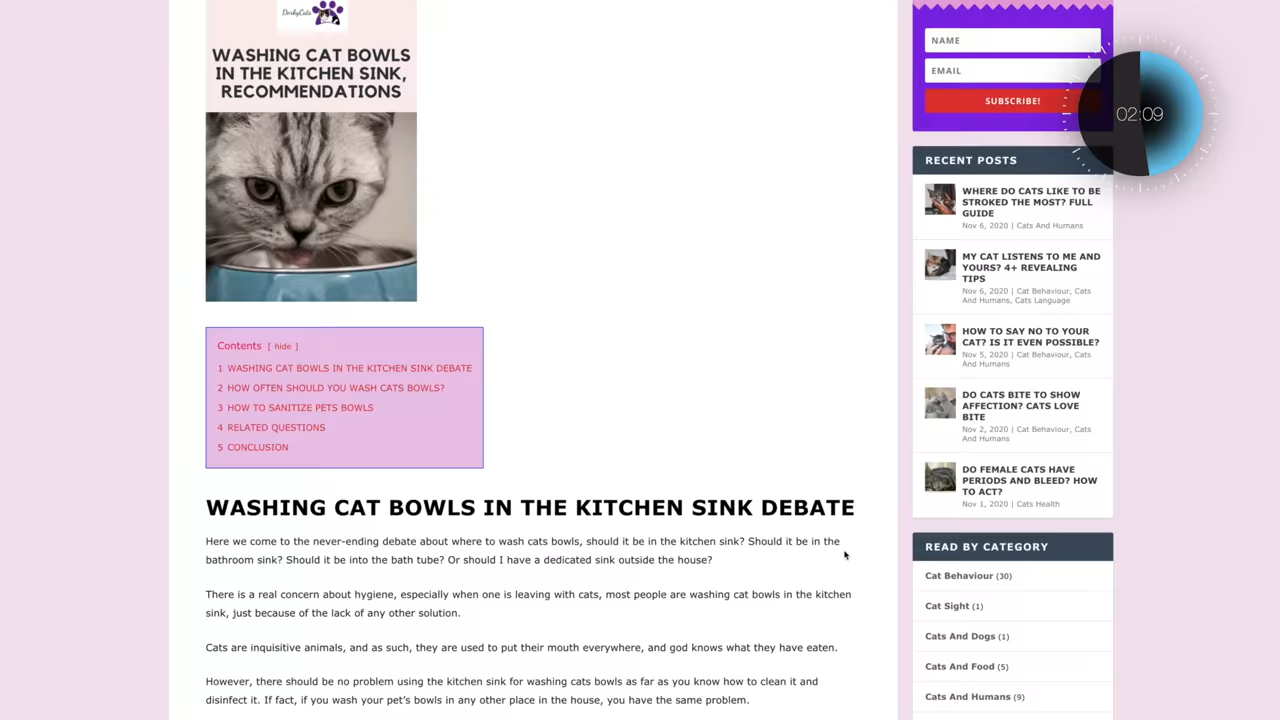 DerbyCats
WASHING CAT BOWLS
IN THE KITCHEN SINK,
RECOMMENDATIONS
Contents [ hide ]
1 WASHING CAT BOWLS IN THE KITCHEN SINK DEBATE
2 HOW OFTEN SHOULD YOU WASH CATS BOWLS?
3 HOW TO SANITIZE PETS BOWLS
4 RELATED QUESTIONS
5 CONCLUSION
WASHING CAT BOWLS IN THE KITCHEN SINK DEBATE
Here we come to the never-ending debate about where to wash cats bowls, should it be in the kitchen sink? Should it be in the
bathroom sink? Should it be into the bath tube? Or should I have a dedicated sink outside the house?
There is a real concern about hygiene, especially when one is leaving with cats, most people are washing cat bowls in the kitchen
sink, just because of the lack of any other solution.
Cats are inquisitive animals, and as such, they are used to put their mouth everywhere, and god knows what they have eaten.
However, there should be no problem using the kitchen sink for washing cats bowls as far as you know how to clean it and
disinfect it. If fact, if you wash your pet's bowls in any other place in the house, you have the same problem.
NAME
EMAIL
SUBSCRIBE!
02:09
RECENT POSTS
WHERE DO CATS LIKE TO BE
STROKED THE MOST? FULL
GUIDE
Nov 6, 2020 | Cats And Humans
MY CAT LISTENS TO ME AND
YOURS? 4+ REVEALING
TIPS
Nov 6, 2020 | Cat Behaviour, Cats
And Humans, Cats Language
HOW TO SAY NO TO YOUR
CAT? IS IT EVEN POSSIBLE?
Nov 5, 2020 | Cat Behaviour, Cats
And Humans
DO CATS BITE TO SHOW
AFFECTION? CATS LOVE
BITE
Nov 2, 2020 | Cat Behaviour, Cats
And Humans
DO FEMALE CATS HAVE
PERIODS AND BLEED? HOW
TO ACT?
Nov 1, 2020 | Cats Health
READ BY CATEGORY
Cat Behaviour (30)
Cat Sight (1)
Cats And Dogs (1)
Cats And Food (5)
Cats And Humans (9)